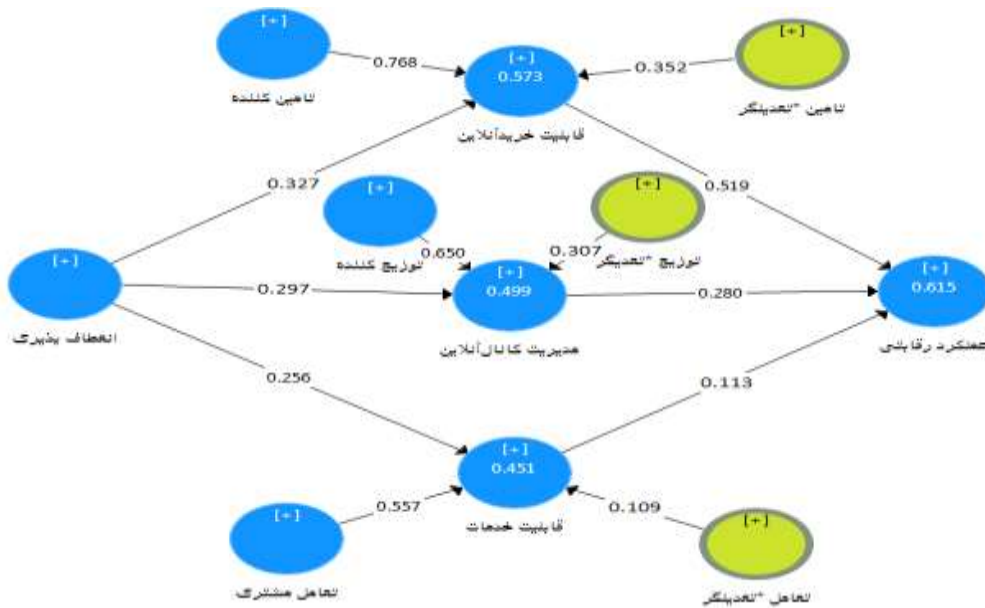 [+]
[+]
[+]
0.573
0.768
0.352
تامین کننده
تامین *تعدیلگر
قابلیت خریدآنلاین
0.327
[+]
[+]
0.519
0.650
0.307
توزیع کننده
توزیع *تعدیگر
[+]
[+]
0.499
[+]
0.615
0.297
0.280
انعطاف پذیری
مدیریت کانال‌آنلاین
عملکرد رقابتی
0.256
0.113
[+]
0.451
[+]
[+]
0.557
0.109
قابلیت خدمات
تعامل مشتری
تعامل *تعدیلگر